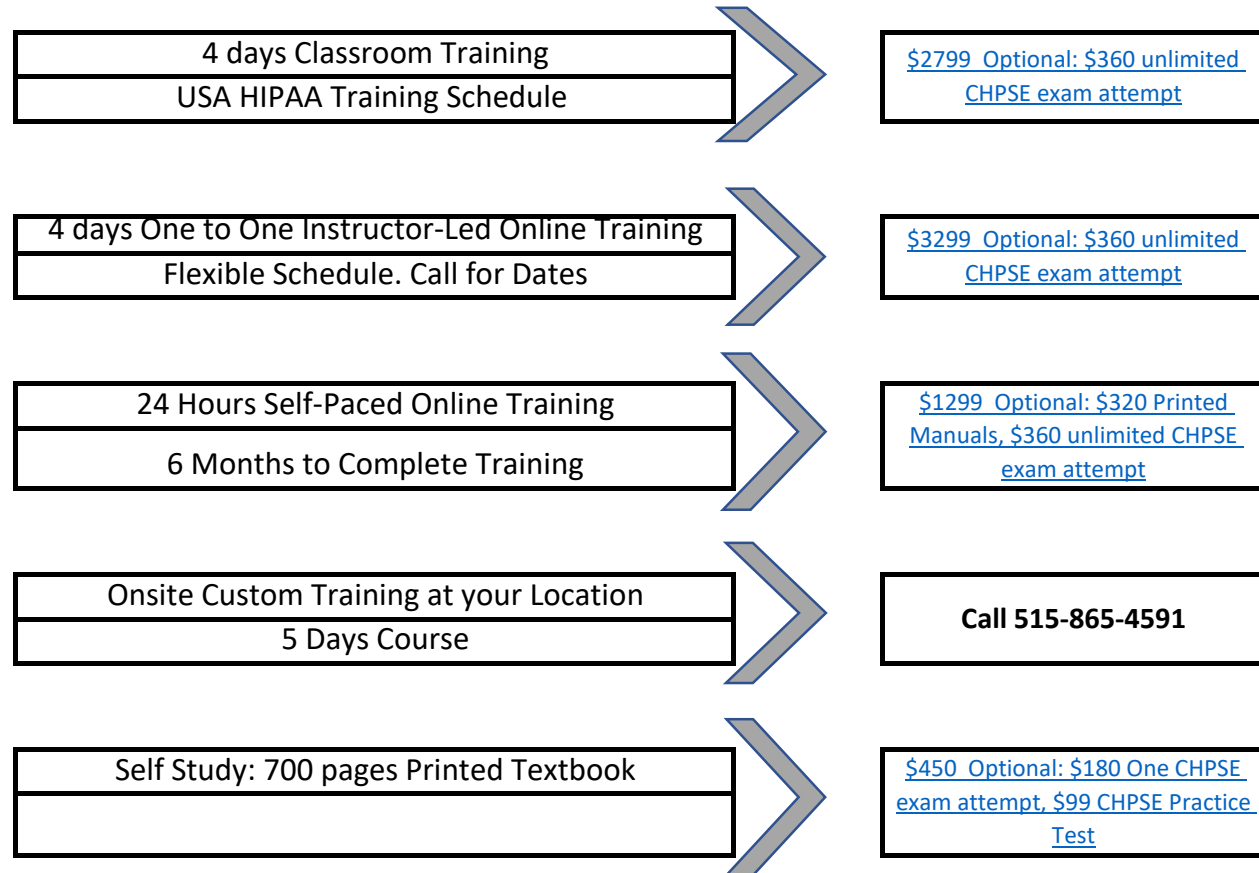 4 days Classroom Training
USA HIPAA Training Schedule
$2799 Optional: $360 unlimited
CHPSE exam attempt
4 days One to One Instructor-Led Online Training
Flexible Schedule. Call for Dates
$3299 Optional: $360 unlimited
CHPSE exam attempt
24 Hours Self-Paced Online Training
6 Months to Complete Training
$1299 Optional: $320 Printed
Manuals, $360 unlimited CHPSE
exam attempt
Onsite Custom Training at your Location
5 Days Course
Call 515-865-4591
Self Study: 700 pages Printed Textbook
$450 Optional: $180 One CHPSE
exam attempt, $99 CHPSE Practice
Test